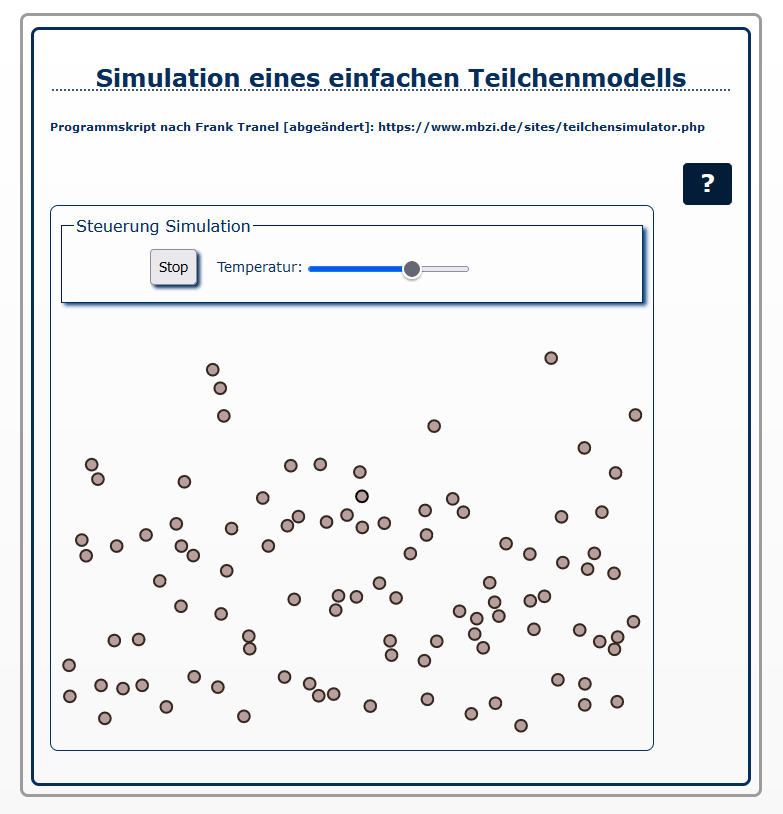 Simulation eines einfachen Teilchenmodells
Programmskript nach Frank Tranel [abgeändert]: https://www.mbzi.de/sites/teilchensimulator.php
?
Steuerung Simulation
Stop Temperatur: